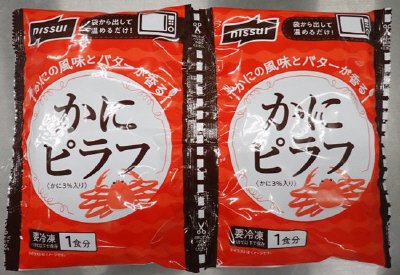 nissui
袋から出して
温めるだけ!
かにの風味とバターが香る!
かに
ピラフ
(かに3%入り)
要冷凍
1食分
nissui
袋から出して
温めるだけ!
かにの風味とバターが香る!
かに
ピラフ
(かに3%入り)
要冷凍
1食分